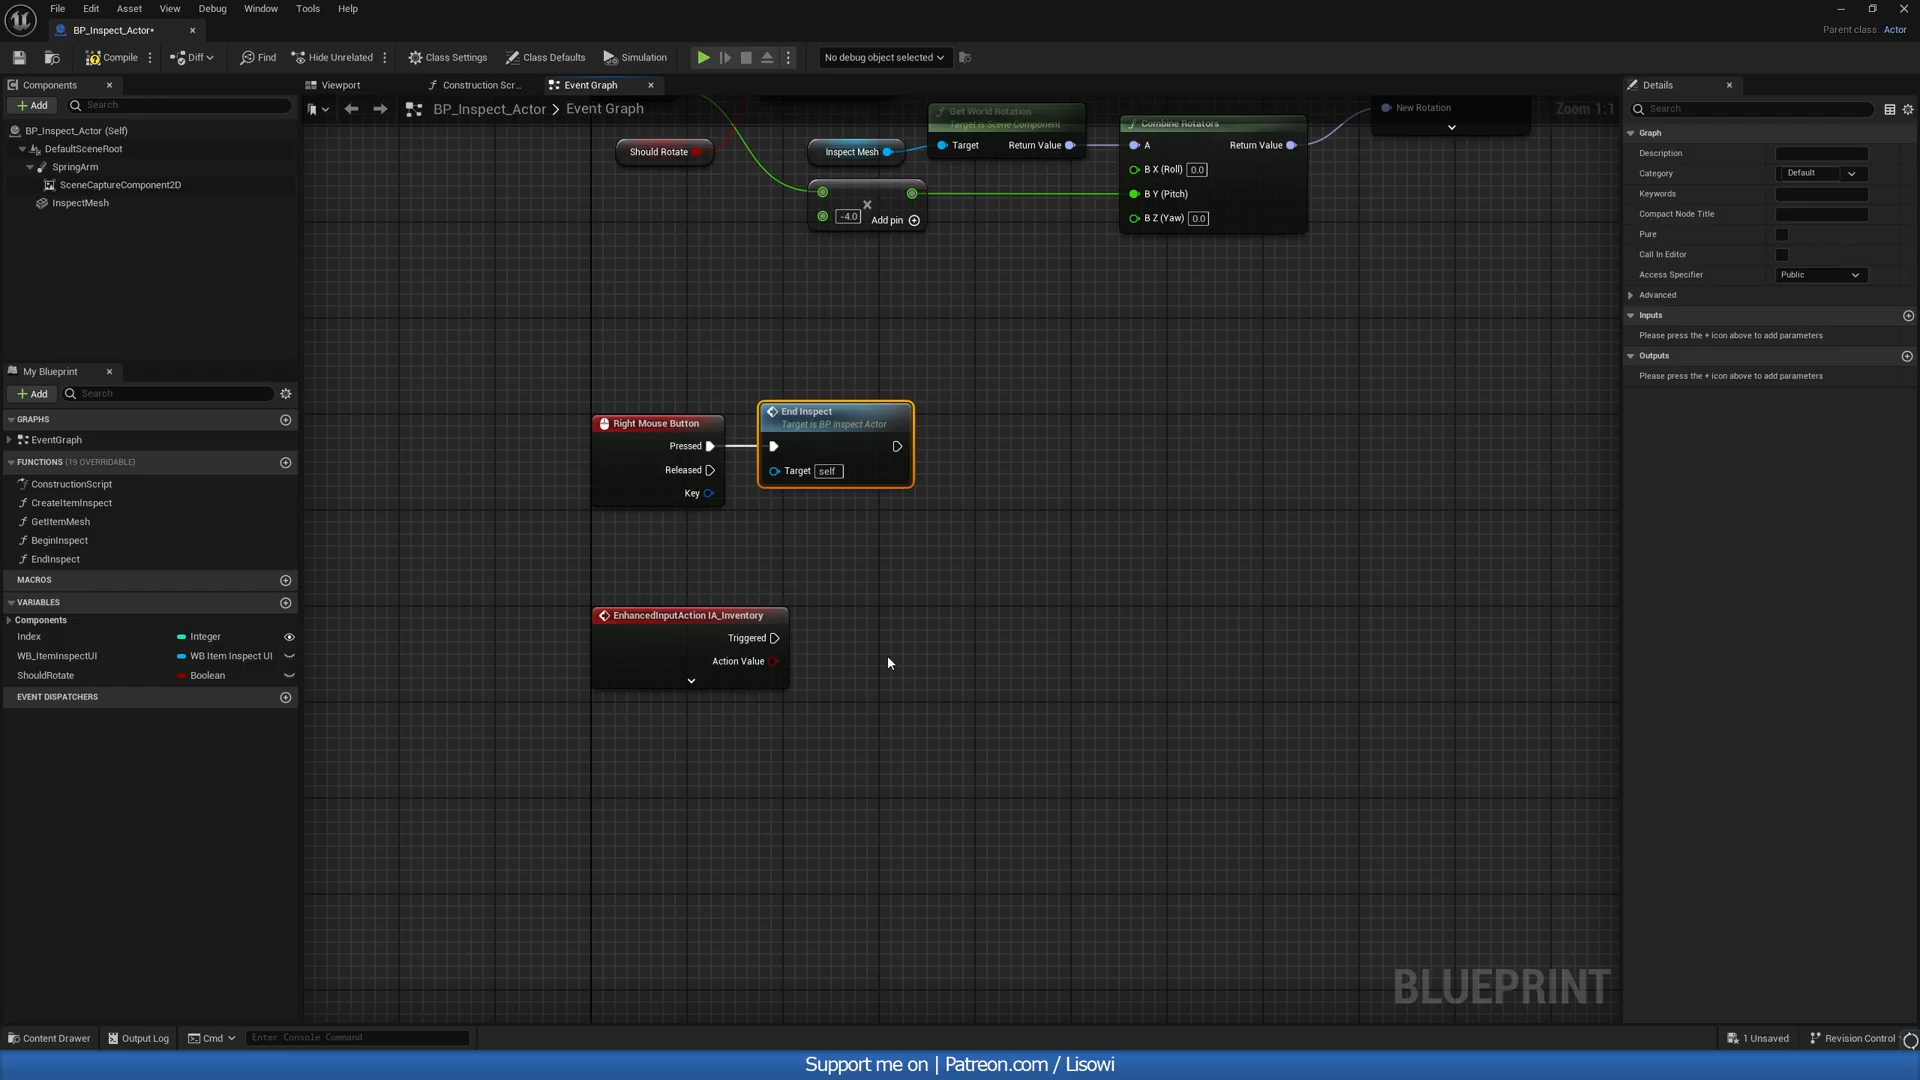 File Edit Asset View Debug Window Tools Help
BP_Inspect_Actor•
Parent class: Actor
Compile Diff Find Hide Unrelated Class Settings Class Defaults Simulation No debug object selected
Components
Add Search
BP_Inspect_Actor (Self)
DefaultSceneRoot
SpringArm
SceneCaptureComponent2D
InspectMesh
My Blueprint
Add Search
GRAPHS
EventGraph
FUNCTIONS (19 OVERRIDABLE)
ConstructionScript
CreateItemInspect
GetItemMesh
BeginInspect
EndInspect
MACROS
VARIABLES
Components
Index Integer
WB_ItemInspectUI WB Item Inspect UI
ShouldRotate Boolean
EVENT DISPATCHERS
Viewport Construction Scr... Event Graph
BP_Inspect_Actor > Event Graph
Zoom 1:1
Should Rotate
Inspect Mesh
Get World Rotation
Target is Scene Component
Target Return Value
-4.0
Add pin
Combine Rotators
A Return Value
B X (Roll) 0.0
B Y (Pitch)
B Z (Yaw) 0.0
New Rotation
Right Mouse Button
Pressed
Released
Key
End Inspect
Target is BP Inspect Actor
Target self
EnhancedInputAction IA_Inventory
Triggered
Action Value
BLUEPRINT
Details
Search
Graph
Description
Category Default
Keywords
Compact Node Title
Pure
Call In Editor
Access Specifier Public
Advanced
Inputs
Please press the + icon above to add parameters
Outputs
Please press the + icon above to add parameters
Content Drawer Output Log Cmd Enter Console Command
1 Unsaved Revision Control
Support me on | Patreon.com / Lisowi